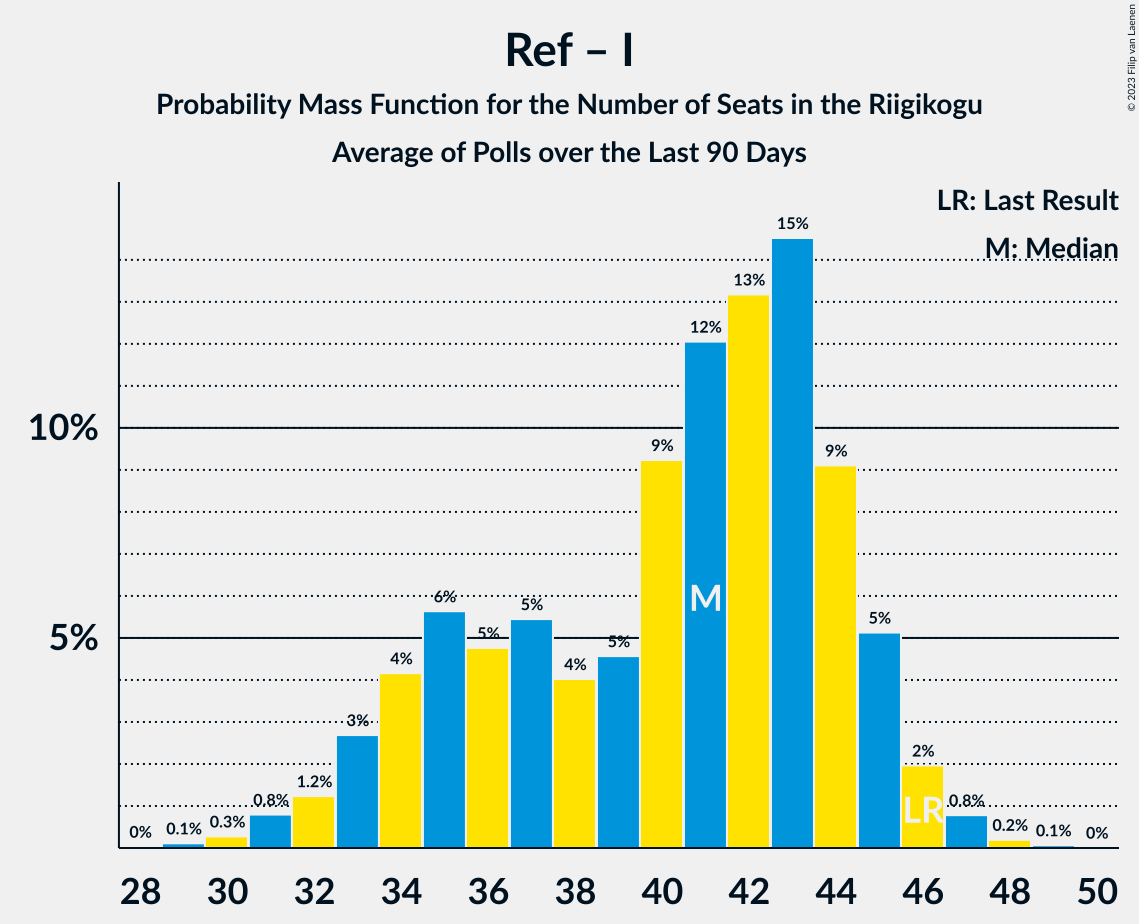 Ref – I
Probability Mass Function for the Number of Seats in the Riigikogu
Average of Polls over the Last 90 Days
© 2023 Filip van Laenen
LR: Last Result
M: Median
10%
5%
0%
0.1%
0.3%
0.8%
1.2%
3%
4%
6%
5%
5%
4%
5%
9%
12%
13%
15%
9%
5%
2%
0.8%
0.2%
0.1%
0%
M
LR
28 30 32 34 36 38 40 42 44 46 48 50